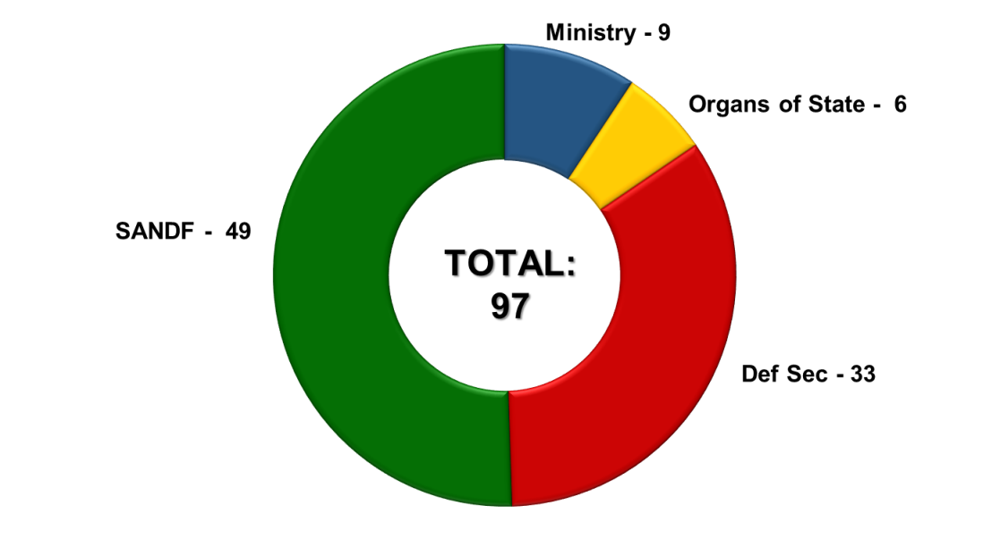 Ministry - 9
Organs of State - 6
SANDF - 49
TOTAL:
97
Def Sec - 33